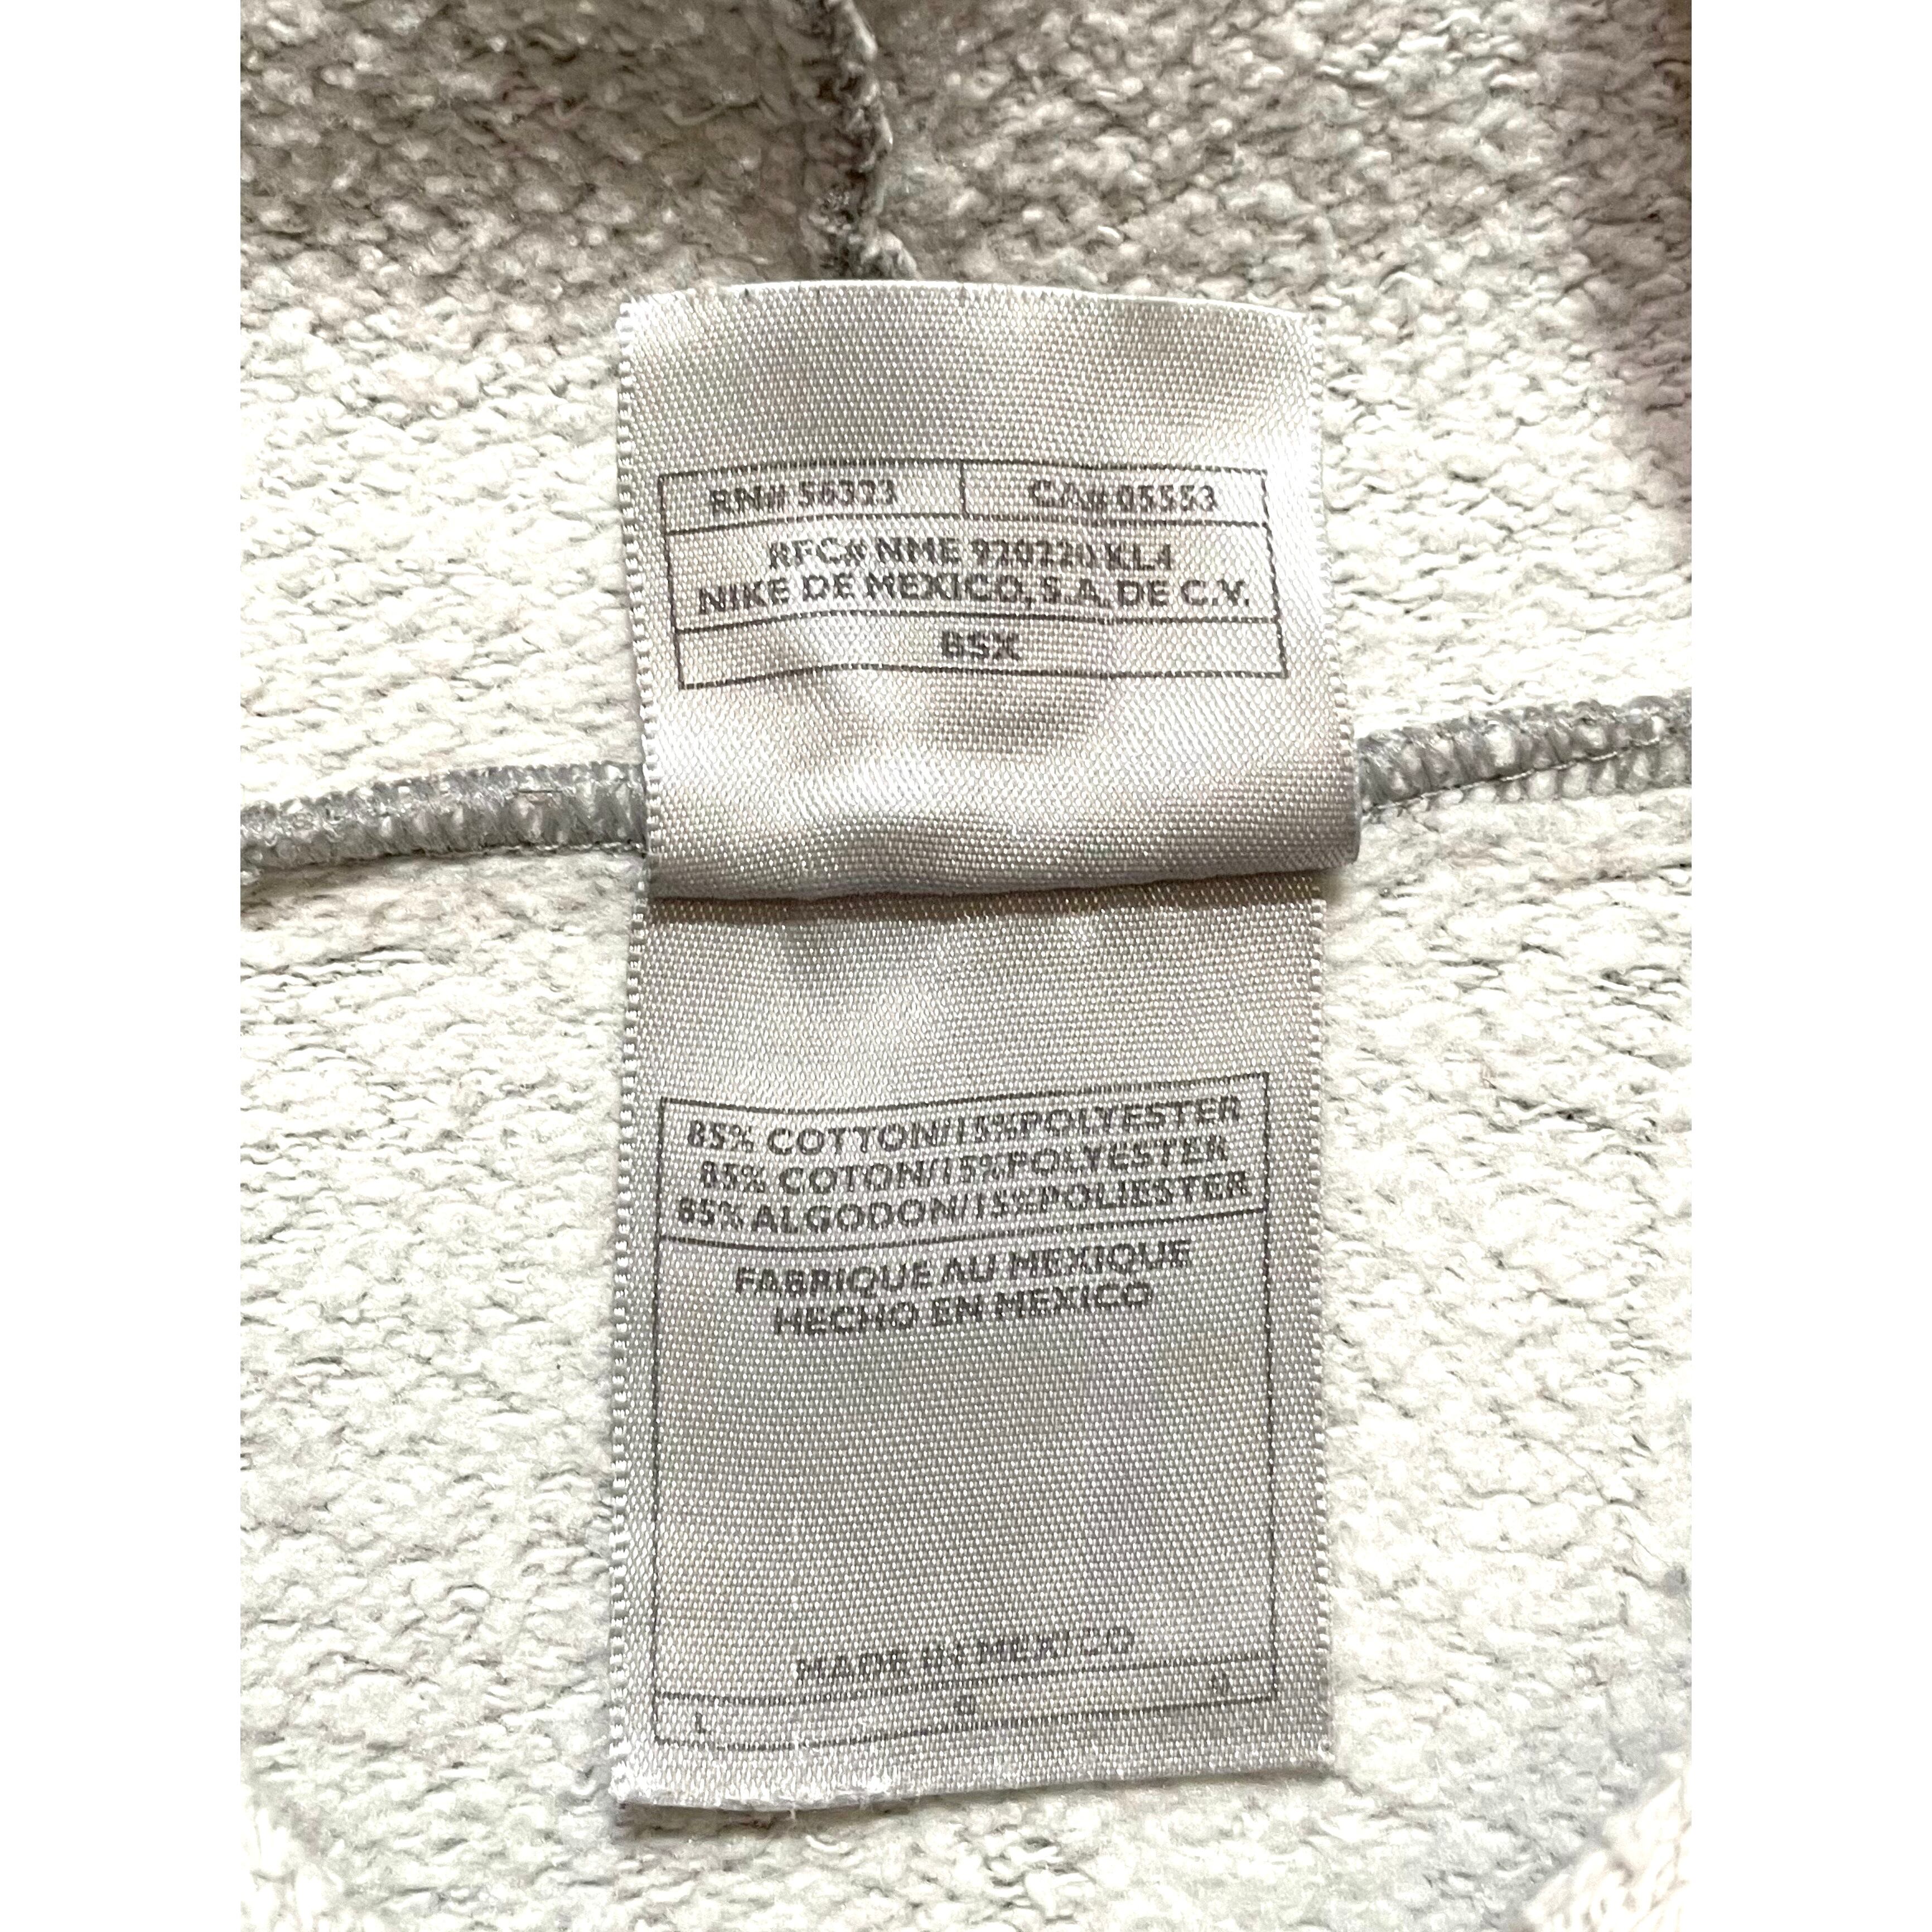 RN# 56323 CA# 05553
RFC# NME 920220 KL4
NIKE DE MEXICO, S.A. DE C.V.
BSX
85% COTTON/15%POLYESTER
85% COTON/15%POLYESTER
85% ALGODON/15%POLIESTER
FABRIQUE AU MEXIQUE
HECHO EN MEXICO
MADE IN MEXICO